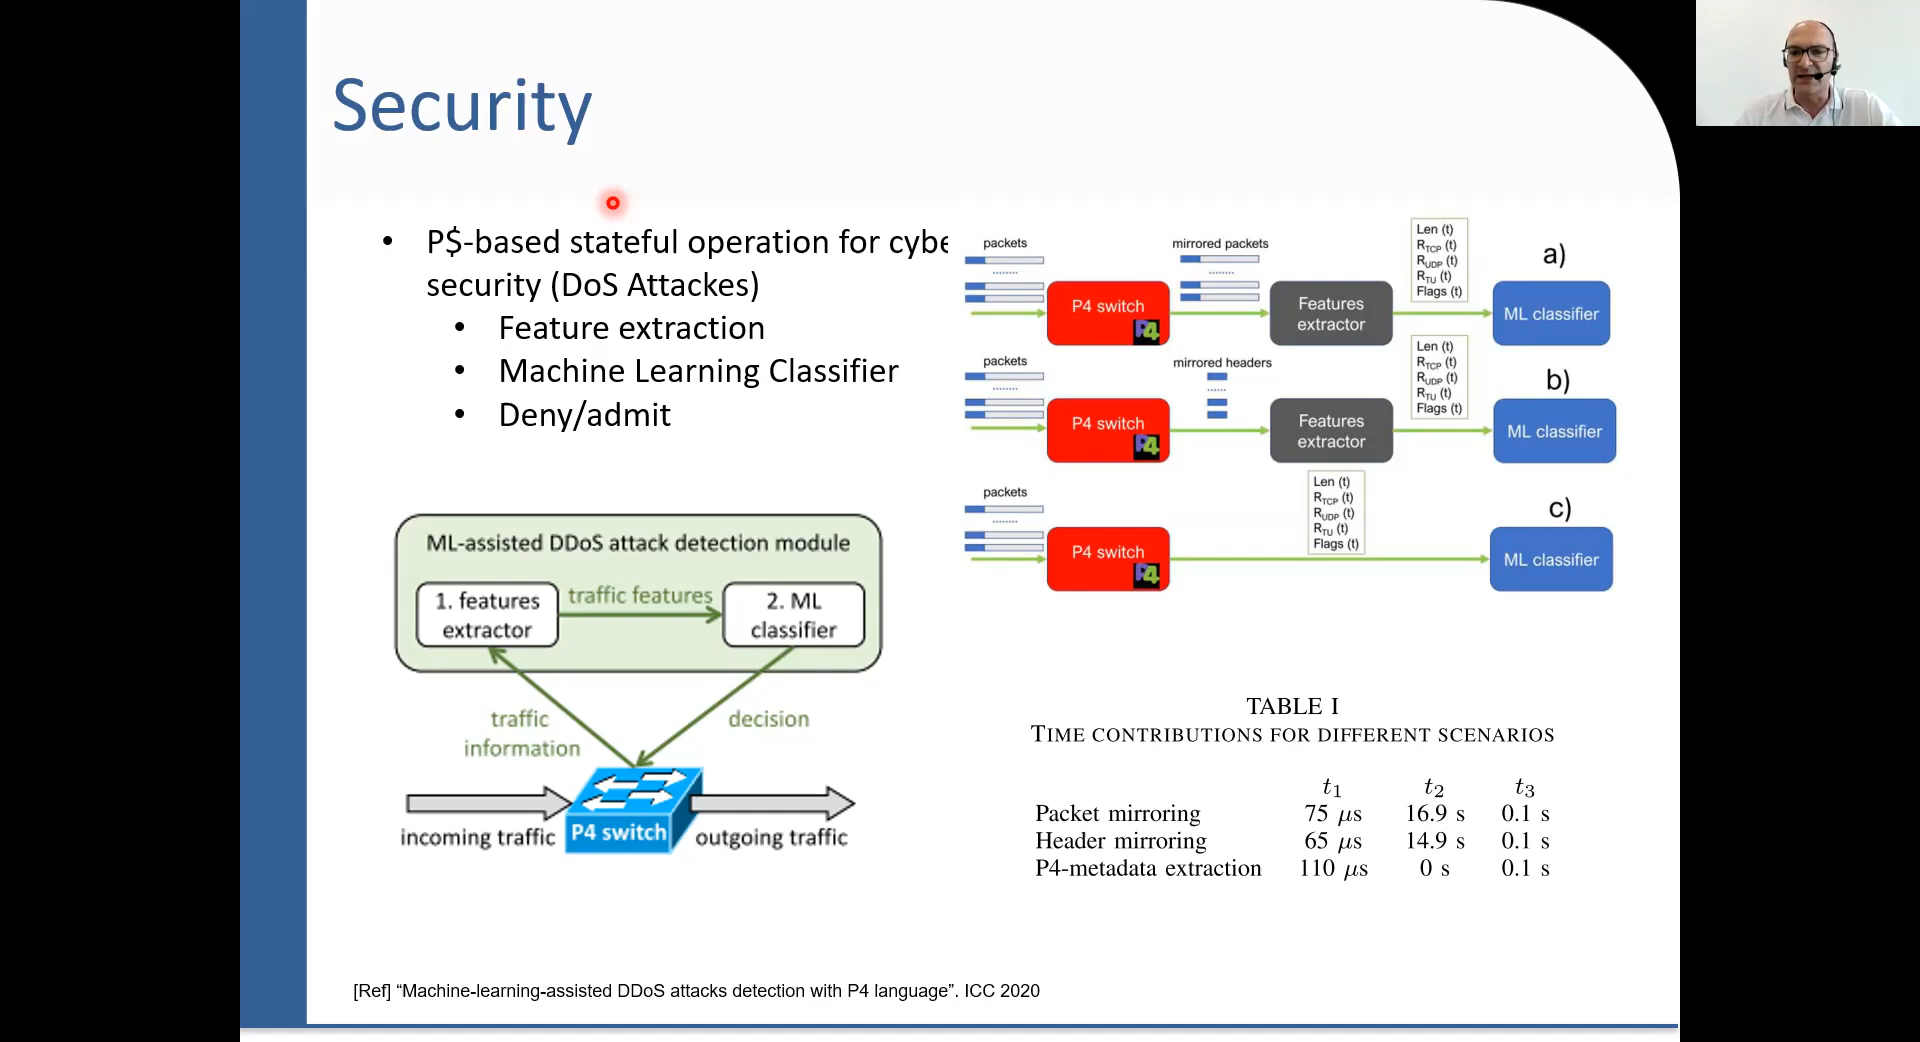 Security
• P$-based stateful operation for cybe
security (DoS Attackes)
• Feature extraction
• Machine Learning Classifier
• Deny/admit
ML-assisted DDoS attack detection module
1. features
extractor
traffic features
2. ML
classifier
traffic
information
decision
incoming traffic
P4 switch
outgoing traffic
packets
P4 switch
P4
mirrored packets
Features
extractor
Len (t)
RTCP (t)
RUDP (t)
RTU (t)
Flags (t)
a)
ML classifier
packets
P4 switch
P4
mirrored headers
Features
extractor
Len (t)
RTCP (t)
RUDP (t)
RTU (t)
Flags (t)
b)
ML classifier
packets
P4 switch
P4
Len (t)
RTCP (t)
RUDP (t)
RTU (t)
Flags (t)
c)
ML classifier
TABLE I
TIME CONTRIBUTIONS FOR DIFFERENT SCENARIOS
t1 t2 t3
Packet mirroring 75 μs 16.9 s 0.1 s
Header mirroring 65 μs 14.9 s 0.1 s
P4-metadata extraction 110 μs 0 s 0.1 s
[Ref] “Machine-learning-assisted DDoS attacks detection with P4 language”. ICC 2020